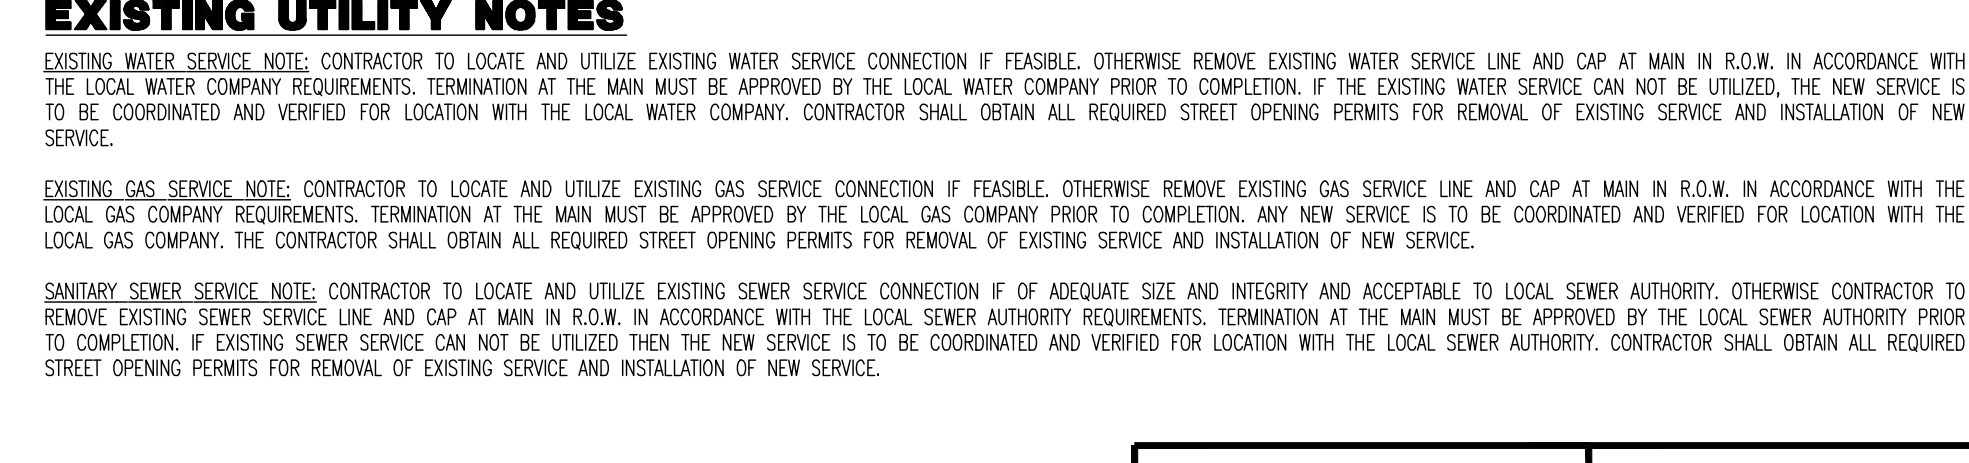 EXISTING UTILITY NOTES
EXISTING WATER SERVICE NOTE: CONTRACTOR TO LOCATE AND UTILIZE EXISTING WATER SERVICE CONNECTION IF FEASIBLE. OTHERWISE REMOVE EXISTING WATER SERVICE LINE AND CAP AT MAIN IN R.O.W. IN ACCORDANCE WITH
THE LOCAL WATER COMPANY REQUIREMENTS. TERMINATION AT THE MAIN MUST BE APPROVED BY THE LOCAL WATER COMPANY PRIOR TO COMPLETION. IF THE EXISTING WATER SERVICE CAN NOT BE UTILIZED, THE NEW SERVICE IS
TO BE COORDINATED AND VERIFIED FOR LOCATION WITH THE LOCAL WATER COMPANY. CONTRACTOR SHALL OBTAIN ALL REQUIRED STREET OPENING PERMITS FOR REMOVAL OF EXISTING SERVICE AND INSTALLATION OF NEW
SERVICE.
EXISTING GAS SERVICE NOTE: CONTRACTOR TO LOCATE AND UTILIZE EXISTING GAS SERVICE CONNECTION IF FEASIBLE. OTHERWISE REMOVE EXISTING GAS SERVICE LINE AND CAP AT MAIN IN R.O.W. IN ACCORDANCE WITH THE
LOCAL GAS COMPANY REQUIREMENTS. TERMINATION AT THE MAIN MUST BE APPROVED BY THE LOCAL GAS COMPANY PRIOR TO COMPLETION. ANY NEW SERVICE IS TO BE COORDINATED AND VERIFIED FOR LOCATION WITH THE
LOCAL GAS COMPANY. THE CONTRACTOR SHALL OBTAIN ALL REQUIRED STREET OPENING PERMITS FOR REMOVAL OF EXISTING SERVICE AND INSTALLATION OF NEW SERVICE.
SANITARY SEWER SERVICE NOTE: CONTRACTOR TO LOCATE AND UTILIZE EXISTING SEWER SERVICE CONNECTION IF OF ADEQUATE SIZE AND INTEGRITY AND ACCEPTABLE TO LOCAL SEWER AUTHORITY. OTHERWISE CONTRACTOR TO
REMOVE EXISTING SEWER SERVICE LINE AND CAP AT MAIN IN R.O.W. IN ACCORDANCE WITH THE LOCAL SEWER AUTHORITY REQUIREMENTS. TERMINATION AT THE MAIN MUST BE APPROVED BY THE LOCAL SEWER AUTHORITY PRIOR
TO COMPLETION. IF EXISTING SEWER SERVICE CAN NOT BE UTILIZED THEN THE NEW SERVICE IS TO BE COORDINATED AND VERIFIED FOR LOCATION WITH THE LOCAL SEWER AUTHORITY. CONTRACTOR SHALL OBTAIN ALL REQUIRED
STREET OPENING PERMITS FOR REMOVAL OF EXISTING SERVICE AND INSTALLATION OF NEW SERVICE.